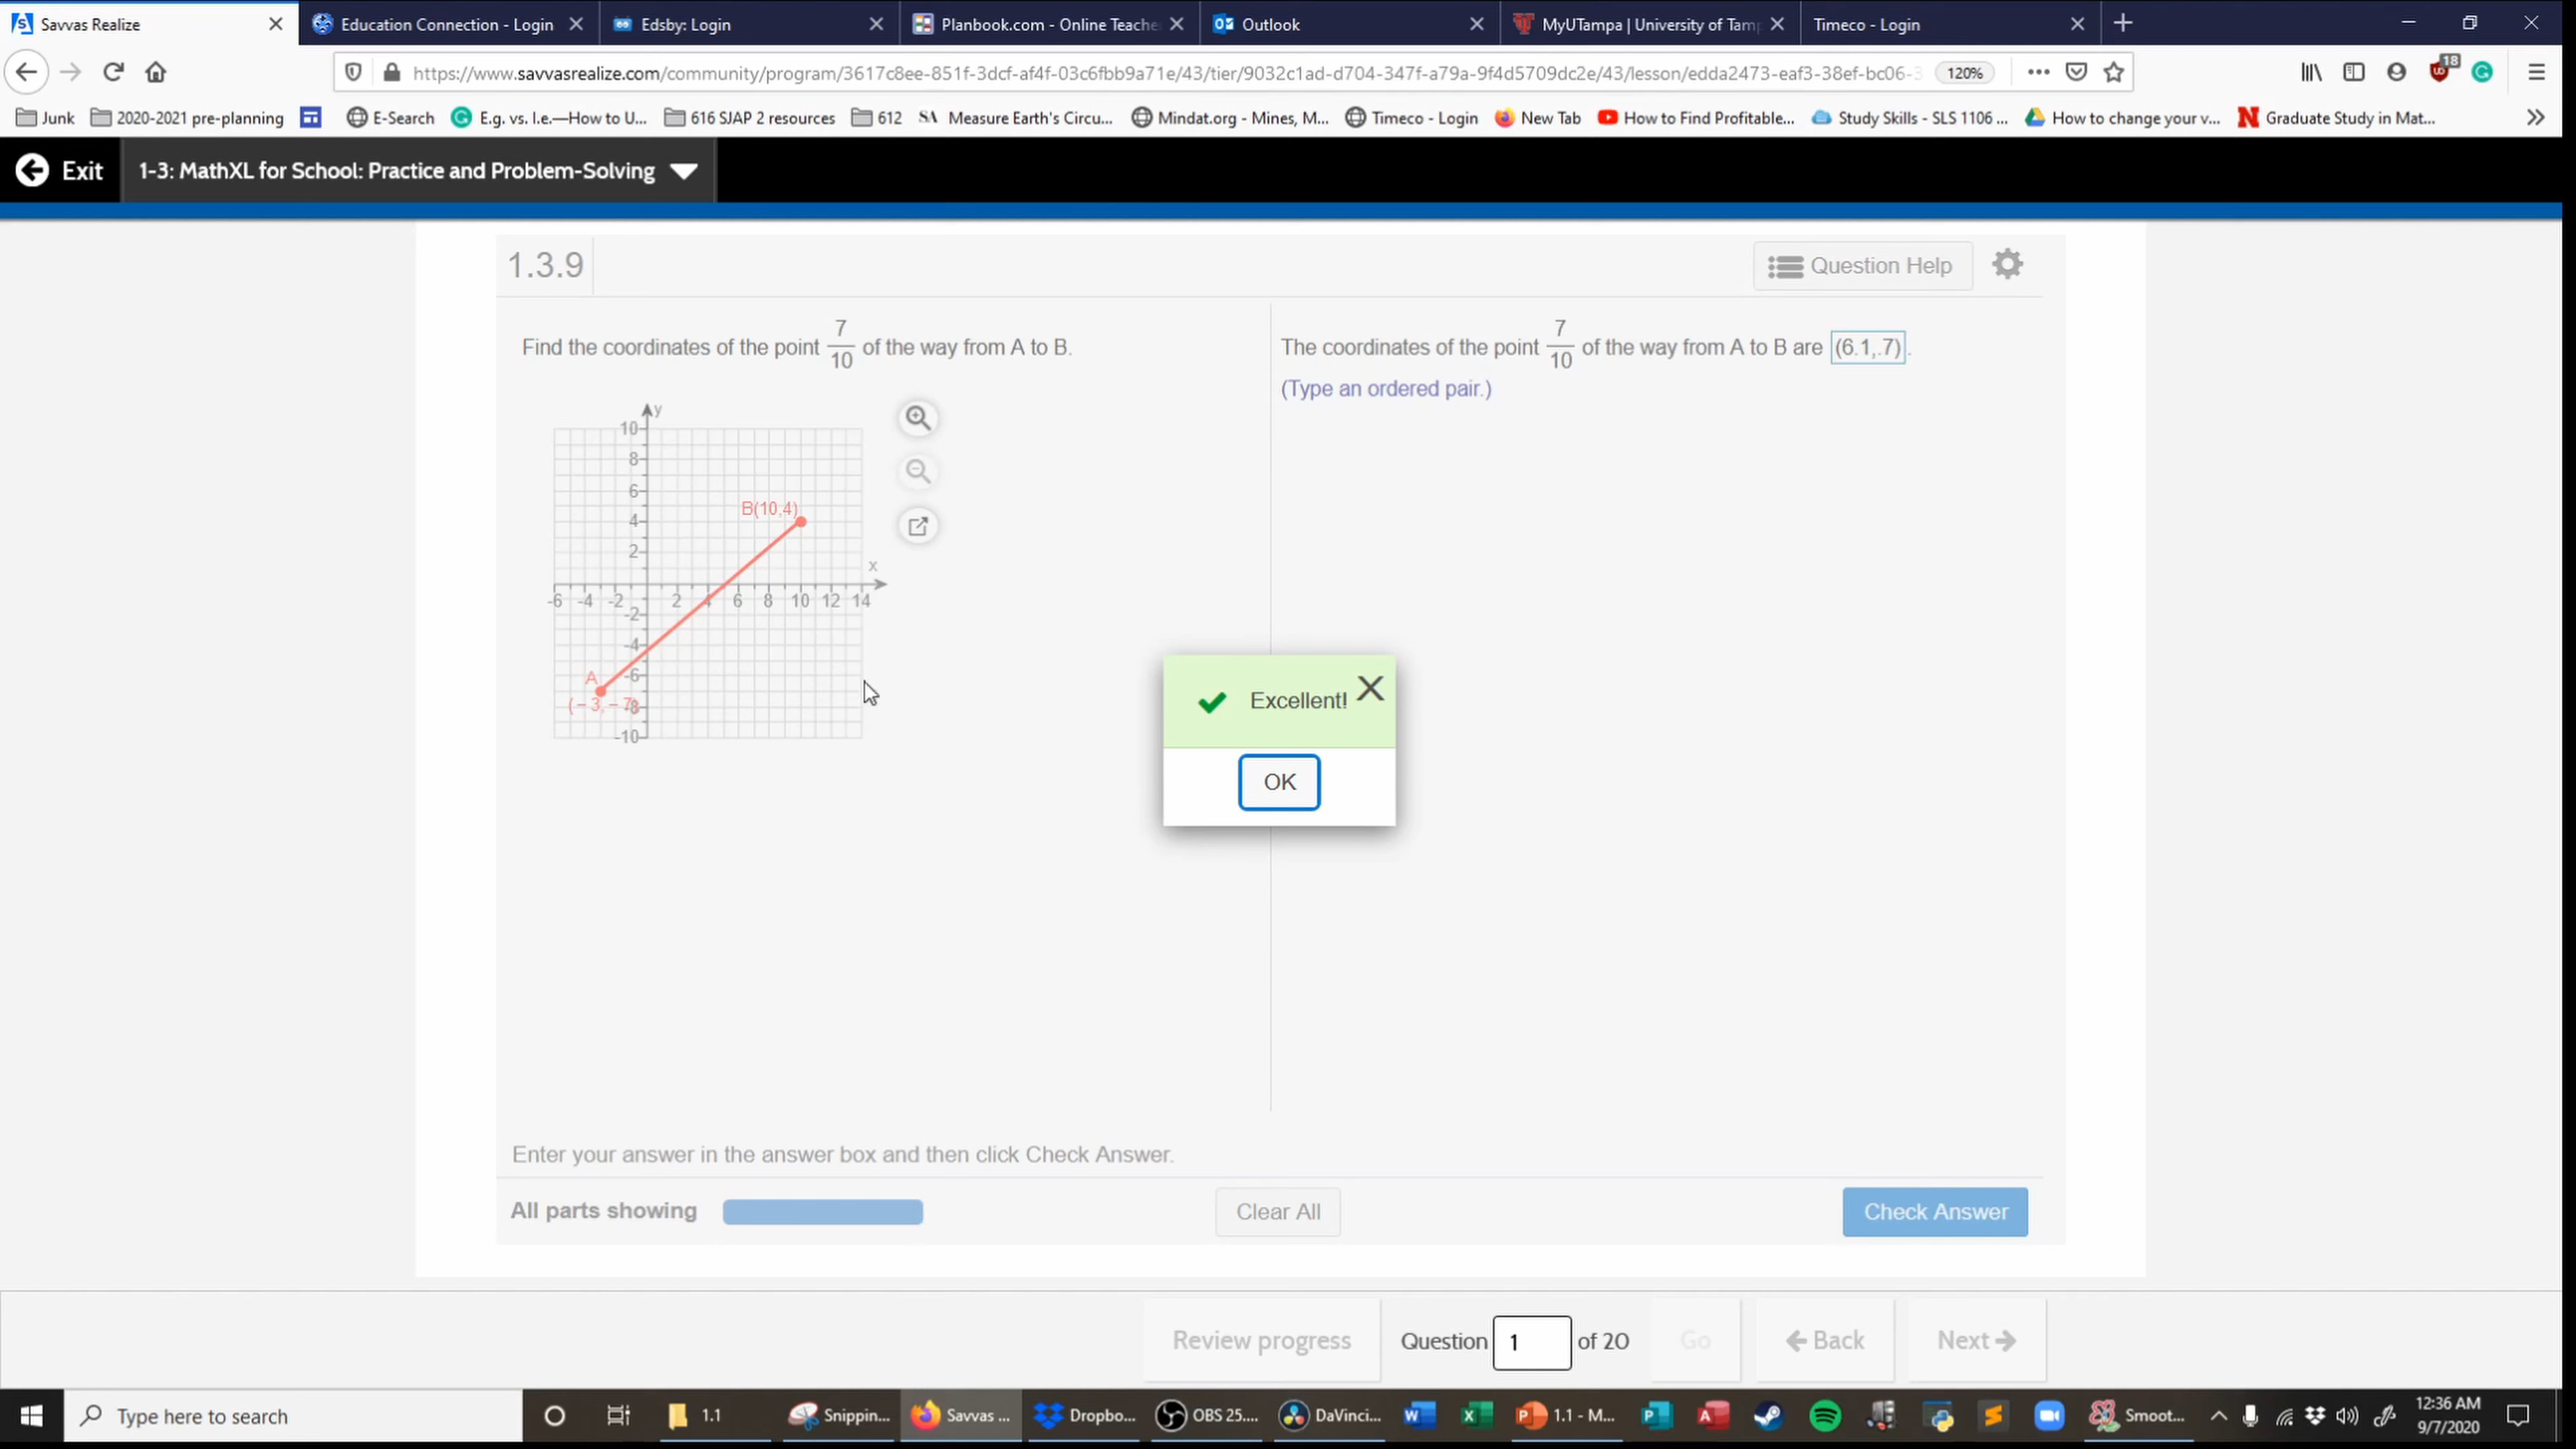 Savvas Realize
Education Connection - Login
Edsby: Login
Planbook.com - Online Teache
Outlook
MyUTampa | University of Tamp
Timeco - Login
https://www.savvasrealize.com/community/program/3617c8ee-851f-3dcf-af4f-03c6fbb9a71e/43/tier/9032c1ad-d704-347f-a79a-9f4d5709dc2e/43/lesson/edda2473-eaf3-38ef-bc06-3
120%
18
Junk
2020-2021 pre-planning
E-Search
E.g. vs. I.e.—How to U...
616 SJAP 2 resources
612
SA Measure Earth's Circu...
Mindat.org - Mines, M...
Timeco - Login
New Tab
How to Find Profitable...
Study Skills - SLS 1106 ...
How to change your v...
Graduate Study in Mat...
Exit
1-3: MathXL for School: Practice and Problem-Solving
1.3.9
Question Help
Find the coordinates of the point 7/10 of the way from A to B.
y
10
8
6
4
2
-2
-4
-6
-8
-10
x
-6 -4 -2 2 4 6 8 10 12 14
B(10,4)
A
(-3,-7)
The coordinates of the point 7/10 of the way from A to B are (6.1,.7).
(Type an ordered pair.)
Excellent!
OK
Enter your answer in the answer box and then click Check Answer.
All parts showing
Clear All
Check Answer
Review progress
Question 1 of 20
Go
Back
Next
Type here to search
1.1
Snippin...
Savvas ...
Dropbo...
OBS 25....
DaVinci...
1.1 - M...
Smoot...
12:36 AM
9/7/2020